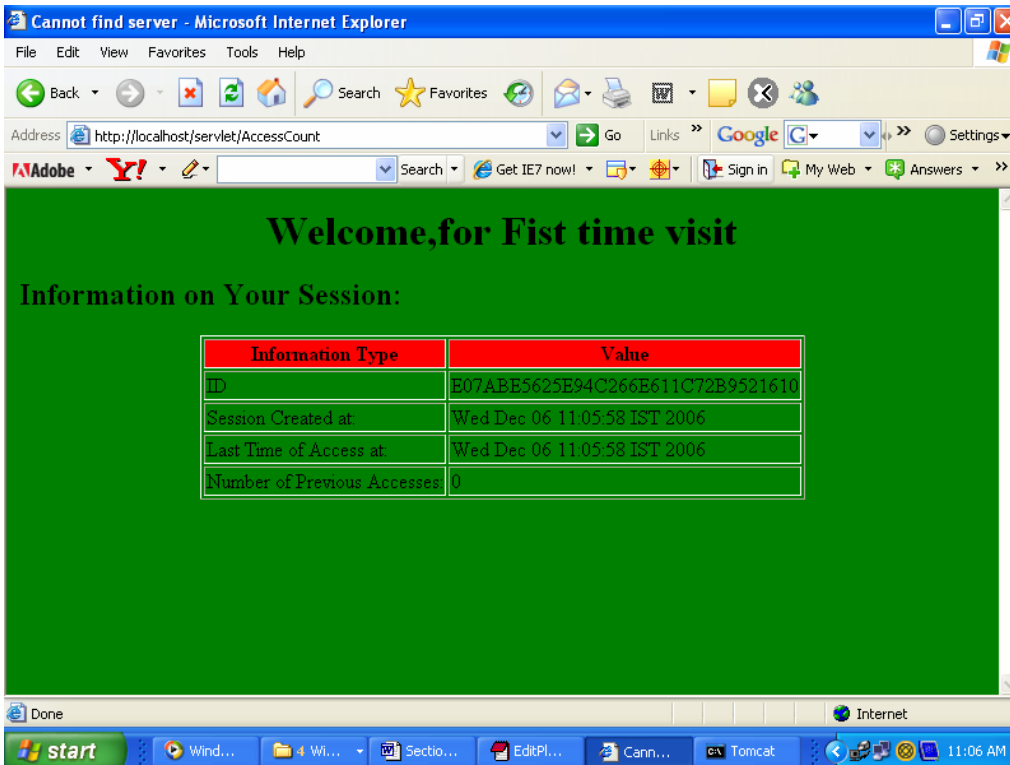 Cannot find server - Microsoft Internet Explorer
File Edit View Favorites Tools Help
Back Search Favorites
Address http://localhost/servlet/AccessCount Go Links » Google G Settings
Adobe Y! Search Get IE7 now! Sign in My Web Answers »
Welcome,for Fist time visit
Information on Your Session:
Information Type Value
ID E07ABE5625E94C266E611C72B9521610
Session Created at: Wed Dec 06 11:05:58 IST 2006
Last Time of Access at: Wed Dec 06 11:05:58 IST 2006
Number of Previous Accesses: 0
Done Internet
start Wind... 4 Wi... Sectio... EditPl... Cann... Tomcat 11:06 AM